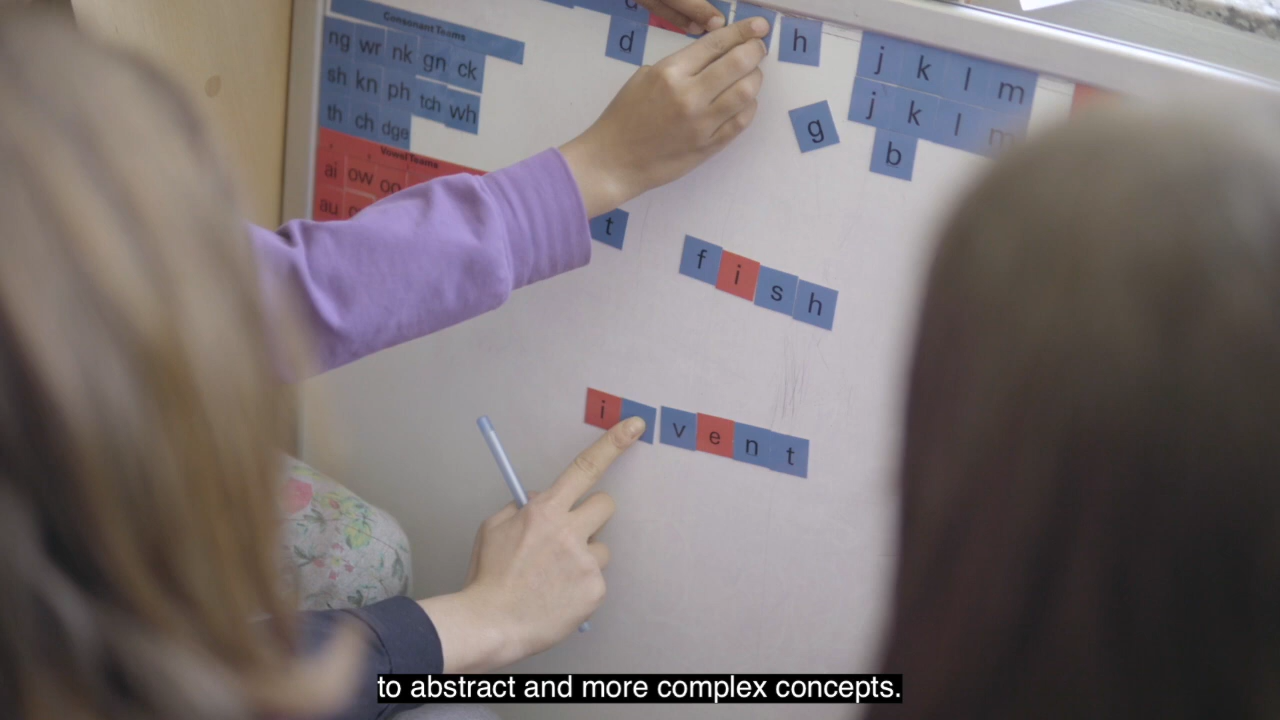 Consonant Teams
ng wr nk gn ck
sh kn ph tch wh
th ch dge
Vowel Teams
ai ow oo
au
d
h
j k l m
j k l m
g
b
t
f i s h
i v e n t
to abstract and more complex concepts.